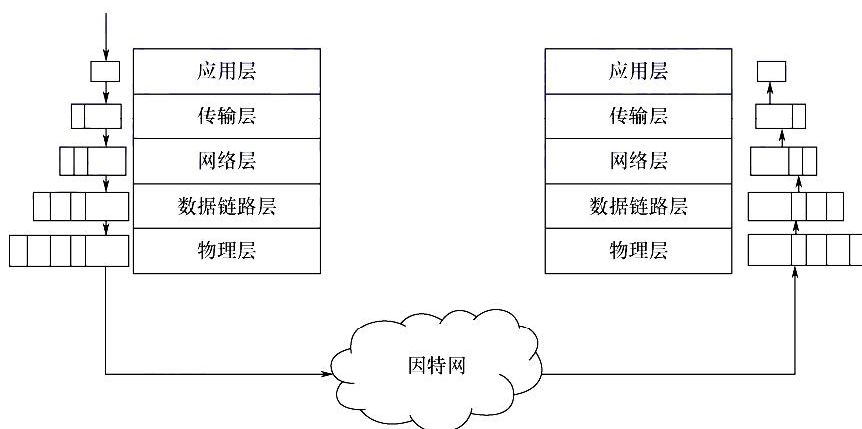 应用层
传输层
网络层
数据链路层
物理层
应用层
传输层
网络层
数据链路层
物理层
因特网